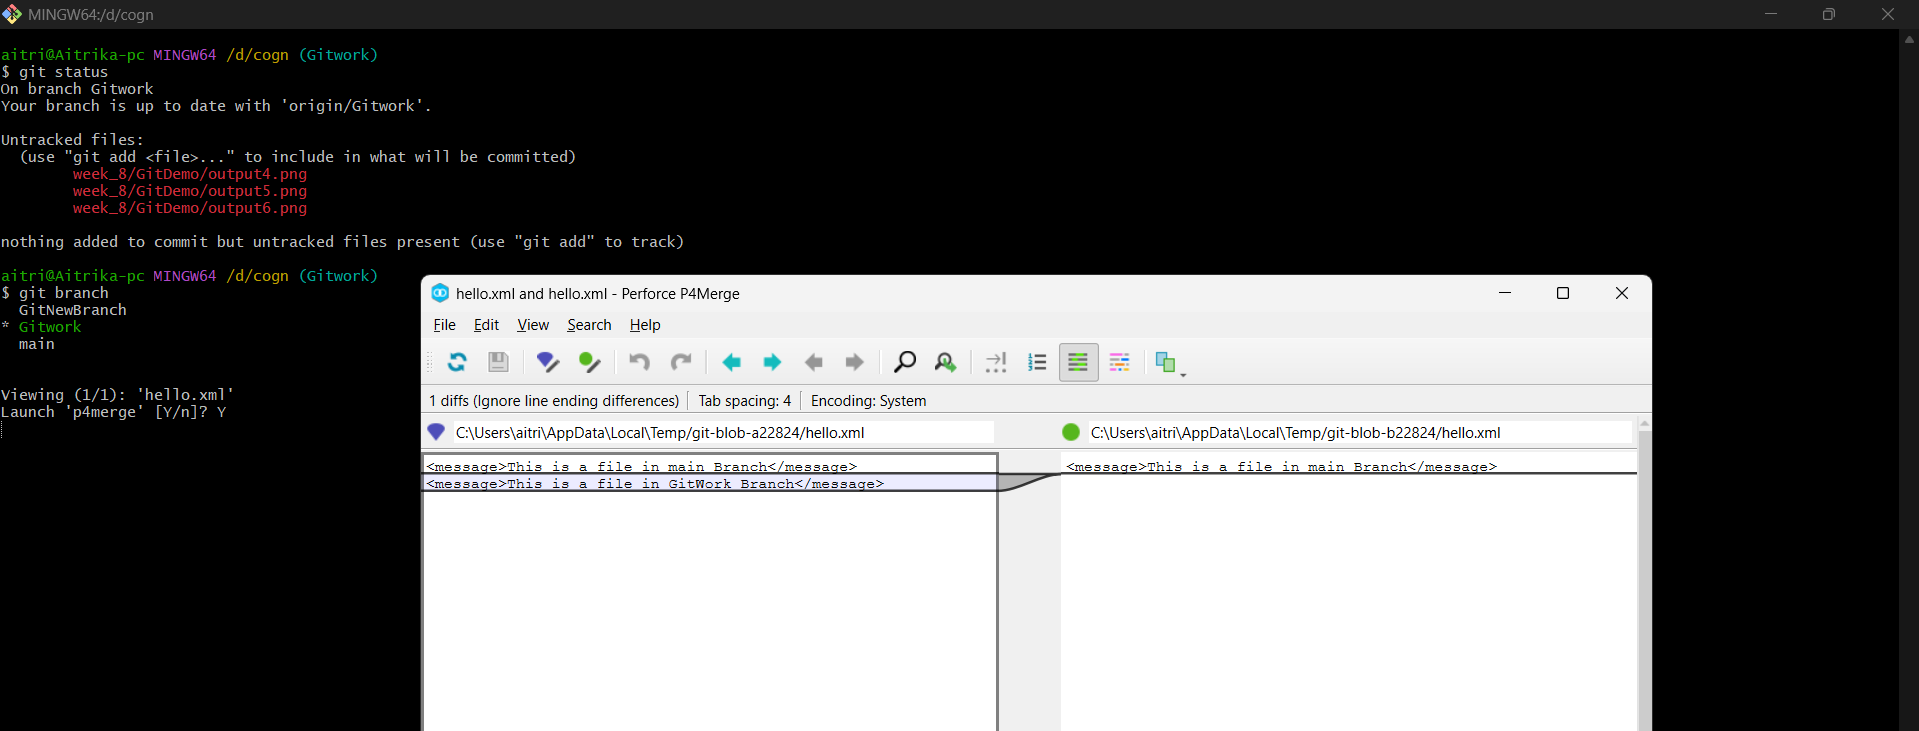 MINGW64:/d/cogn
aitri@Aitrika-pc MINGW64 /d/cogn (Gitwork)
$ git status
On branch Gitwork
Your branch is up to date with 'origin/Gitwork'.
Untracked files:
  (use "git add <file>..." to include in what will be committed)
        week_8/GitDemo/output4.png
        week_8/GitDemo/output5.png
        week_8/GitDemo/output6.png
nothing added to commit but untracked files present (use "git add" to track)
aitri@Aitrika-pc MINGW64 /d/cogn (Gitwork)
$ git branch
  GitNewBranch
* Gitwork
  main
Viewing (1/1): 'hello.xml'
Launch 'p4merge' [Y/n]? Y
hello.xml and hello.xml - Perforce P4Merge
File Edit View Search Help
1 diffs (Ignore line ending differences) Tab spacing: 4 Encoding: System
C:\Users\aitri\AppData\Local\Temp/git-blob-a22824/hello.xml
C:\Users\aitri\AppData\Local\Temp/git-blob-b22824/hello.xml
<message>This is a file in main Branch</message>
<message>This is a file in GitWork Branch</message>
<message>This is a file in main Branch</message>